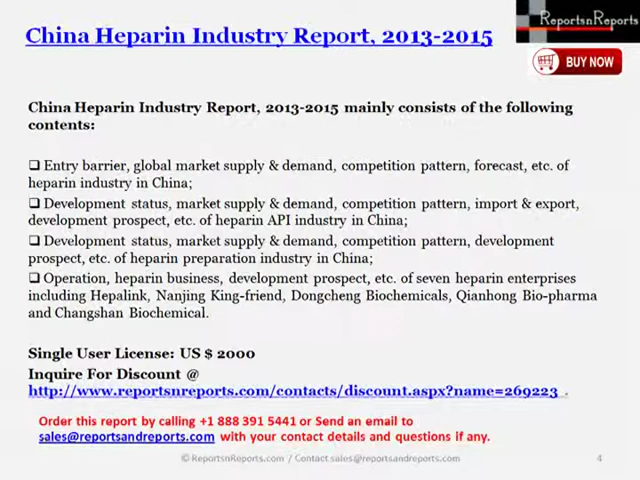 China Heparin Industry Report, 2013-2015
ReportsnReports
BUY NOW
China Heparin Industry Report, 2013-2015 mainly consists of the following
contents:
❑ Entry barrier, global market supply & demand, competition pattern, forecast, etc. of
heparin industry in China;
❑ Development status, market supply & demand, competition pattern, import & export,
development prospect, etc. of heparin API industry in China;
❑ Development status, market supply & demand, competition pattern, development
prospect, etc. of heparin preparation industry in China;
❑ Operation, heparin business, development prospect, etc. of seven heparin enterprises
including Hepalink, Nanjing King-friend, Dongcheng Biochemicals, Qianhong Bio-pharma
and Changshan Biochemical.
Single User License: US $ 2000
Inquire For Discount @
http://www.reportsnreports.com/contacts/discount.aspx?name=269223 .
Order this report by calling +1 888 391 5441 or Send an email to
sales@reportsandreports.com with your contact details and questions if any.
© ReportsnReports.com / Contact sales@reportsandreports.com
4